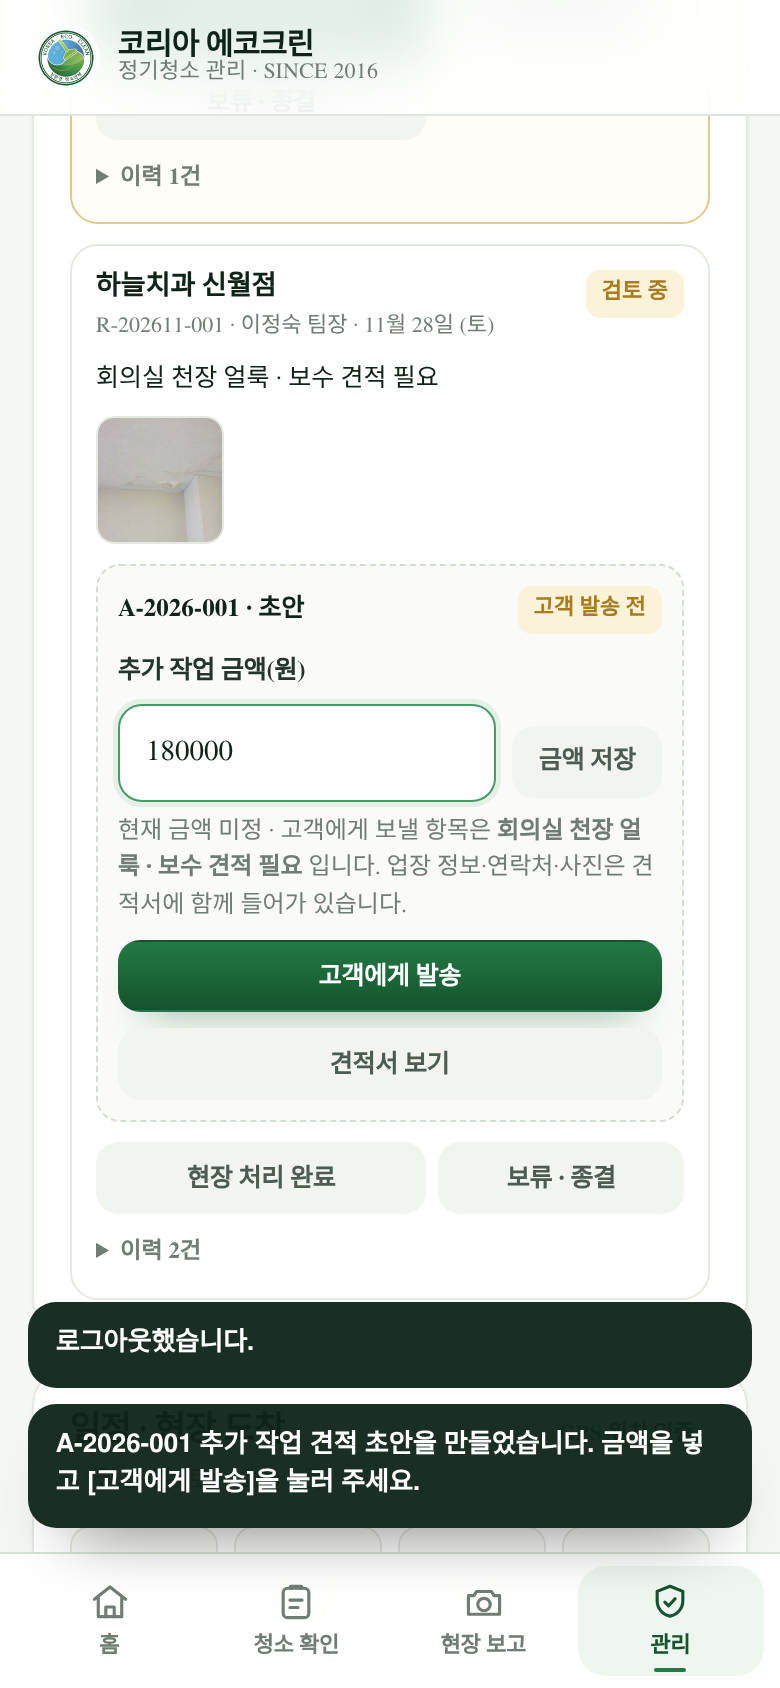 코리아 에코크린
정기청소 관리 · SINCE 2016
보류 · 종결
▶ 이력 1건
하늘치과 신월점
검토 중
R-202611-001 · 이정숙 팀장 · 11월 28일 (토)
회의실 천장 얼룩 · 보수 견적 필요
A-2026-001 · 초안
고객 발송 전
추가 작업 금액(원)
180000
금액 저장
현재 금액 미정 · 고객에게 보낼 항목은 회의실 천장 얼
룩 · 보수 견적 필요 입니다. 업장 정보·연락처·사진은 견
적서에 함께 들어가 있습니다.
고객에게 발송
견적서 보기
현장 처리 완료
보류 · 종결
▶ 이력 2건
로그아웃했습니다.
일정 · 현장 도착
A-2026-001 추가 작업 견적 초안을 만들었습니다. 금액을 넣
고 [고객에게 발송]을 눌러 주세요.
홈
청소 확인
현장 보고
관리